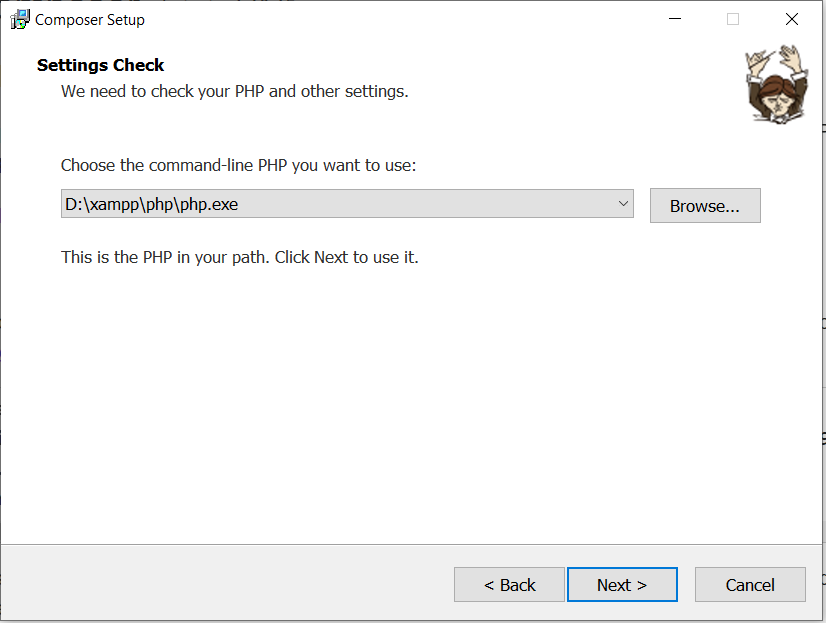 Composer Setup
Settings Check
We need to check your PHP and other settings.
Choose the command-line PHP you want to use:
D:\xampp\php\php.exe
Browse...
This is the PHP in your path. Click Next to use it.
< Back
Next >
Cancel